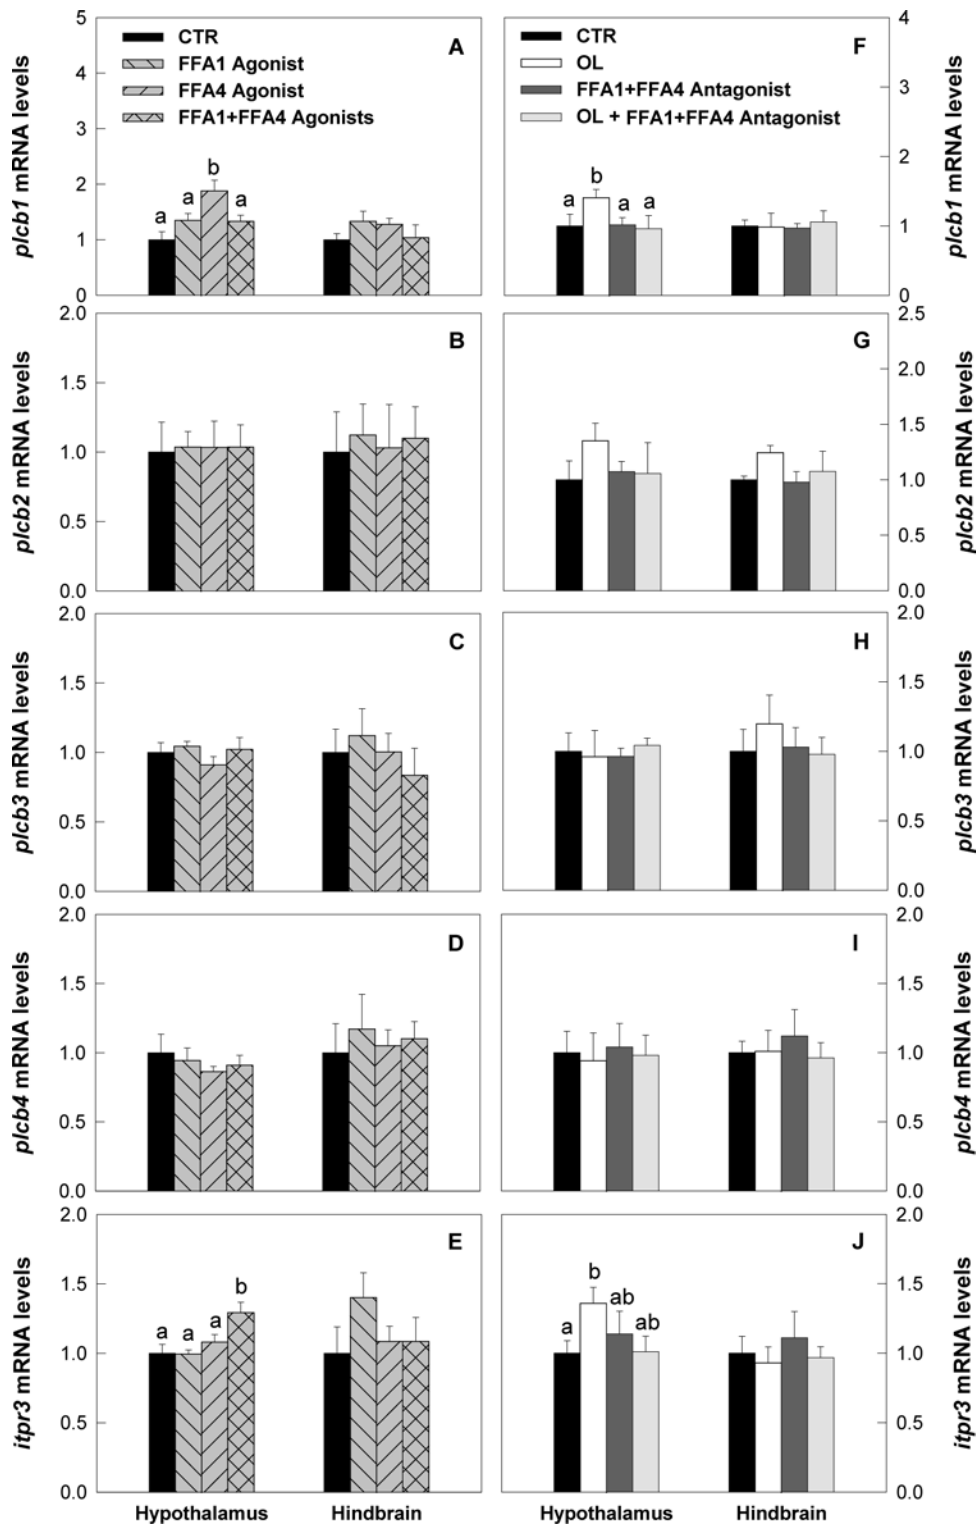 5
4
3
2
1
0
plcb1 mRNA levels
CTR
FFA1 Agonist
FFA4 Agonist
FFA1+FFA4 Agonists
A
a
a
b
a
CTR
OL
FFA1+FFA4 Antagonist
OL + FFA1+FFA4 Antagonist
F
a
b
a
a
4
3
2
1
0
plcb1 mRNA levels
2.0
1.5
1.0
0.5
0.0
plcb2 mRNA levels
B
G
2.5
2.0
1.5
1.0
0.5
0.0
plcb2 mRNA levels
2.0
1.5
1.0
0.5
0.0
plcb3 mRNA levels
C
H
2.0
1.5
1.0
0.5
0.0
plcb3 mRNA levels
2.0
1.5
1.0
0.5
0.0
plcb4 mRNA levels
D
I
2.0
1.5
1.0
0.5
0.0
plcb4 mRNA levels
2.0
1.5
1.0
0.5
0.0
itpr3 mRNA levels
E
a
a
a
b
J
a
b
ab
ab
2.0
1.5
1.0
0.5
0.0
itpr3 mRNA levels
Hypothalamus Hindbrain
Hypothalamus Hindbrain